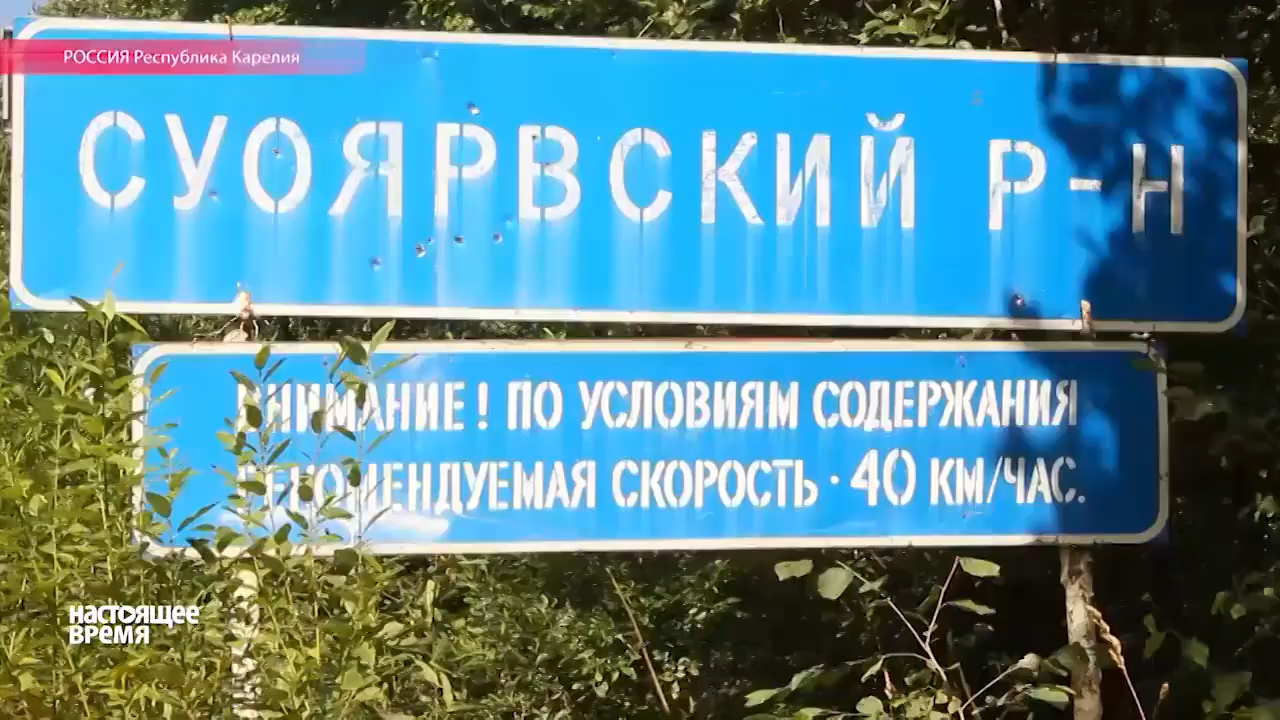 РОССИЯ Республика Карелия
СУОЯРВСКИЙ Р-Н
ВНИМАНИЕ! ПО УСЛОВИЯМ СОДЕРЖАНИЯ
РЕКОМЕНДУЕМАЯ СКОРОСТЬ · 40 КМ/ЧАС.
НАСТОЯЩЕЕ
ВРЕМЯ